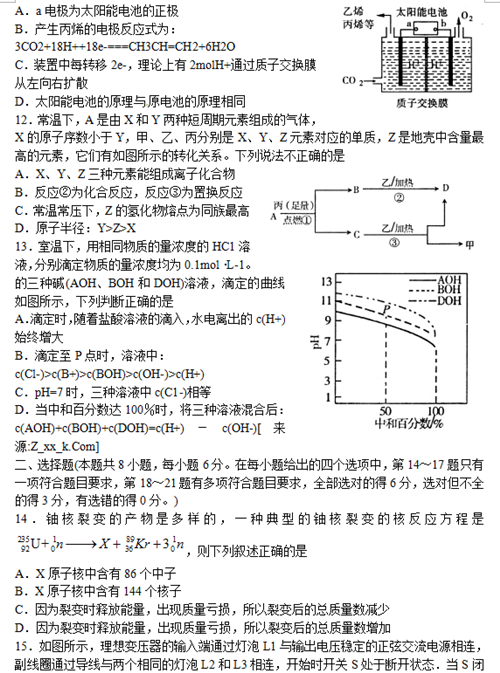 A．a 电极为太阳能电池的正极
B．产生丙烯的电极反应式为：
3CO2+18H++18e-===CH3CH=CH2+6H2O
C．装置中每转移 2e-，理论上有 2molH+通过质子交换膜
从左向右扩散
D．太阳能电池的原理与原电池的原理相同
乙烯
丙烯等
太阳能电池
a
b
O2
CO2
质子交换膜
12．常温下，A 是由 X 和 Y 两种短周期元素组成的气体，
X 的原子序数小于 Y，甲、乙、丙分别是 X、Y、Z 元素对应的单质，Z 是地壳中含量最
高的元素，它们有如图所示的转化关系。下列说法不正确的是
A．X、Y、Z 三种元素能组成离子化合物
B．反应②为化合反应，反应③为置换反应
C．常温常压下，Z 的氢化物熔点为同族最高
D．原子半径：Y>Z>X
A
丙(足量)
点燃①
B
乙/加热
②
D
C
乙/加热
③
甲
13．室温下，用相同物质的量浓度的 HC1 溶
液，分别滴定物质的量浓度均为 0.1mol ·L-1。
的三种碱(AOH、BOH 和 DOH)溶液，滴定的曲线
如图所示，下列判断正确的是
A.滴定时,随着盐酸溶液的滴入，水电离出的 c(H+)
始终增大
B．滴定至 P 点时，溶液中：
c(Cl-)>c(B+)>c(BOH)>c(OH-)>c(H+)
C．pH=7 时，三种溶液中 c(C1-)相等
D．当中和百分数达 100%时，将三种溶液混合后：
c(AOH)+c(BOH)+c(DOH)=c(H+) － c(OH-)[ 来
源:Z_xx_k.Com]
13
11
9
7
5
3
1
pH
P
AOH
BOH
DOH
50
100
中和百分数/%
二、选择题(本题共 8 小题，每小题 6 分。在每小题给出的四个选项中，第 14～17 题只有
一项符合题目要求，第 18～21 题有多项符合题目要求，全部选对的得 6 分，选对但不全
的得 3 分，有选错的得 0 分。)
14．铀核裂变的产物是多样的，一种典型的铀核裂变的核反应方程是
²³⁵₉₂U+¹₀n⟶X+⁸⁹₃₆Kr+3¹₀n，则下列叙述正确的是
A．X 原子核中含有 86 个中子
B．X 原子核中含有 144 个核子
C．因为裂变时释放能量，出现质量亏损，所以裂变后的总质量数减少
D．因为裂变时释放能量，出现质量亏损，所以裂变后的总质量数增加
15．如图所示，理想变压器的输入端通过灯泡 L1 与输出电压稳定的正弦交流电源相连，
副线圈通过导线与两个相同的灯泡 L2 和 L3 相连，开始时开关 S 处于断开状态．当 S 闭